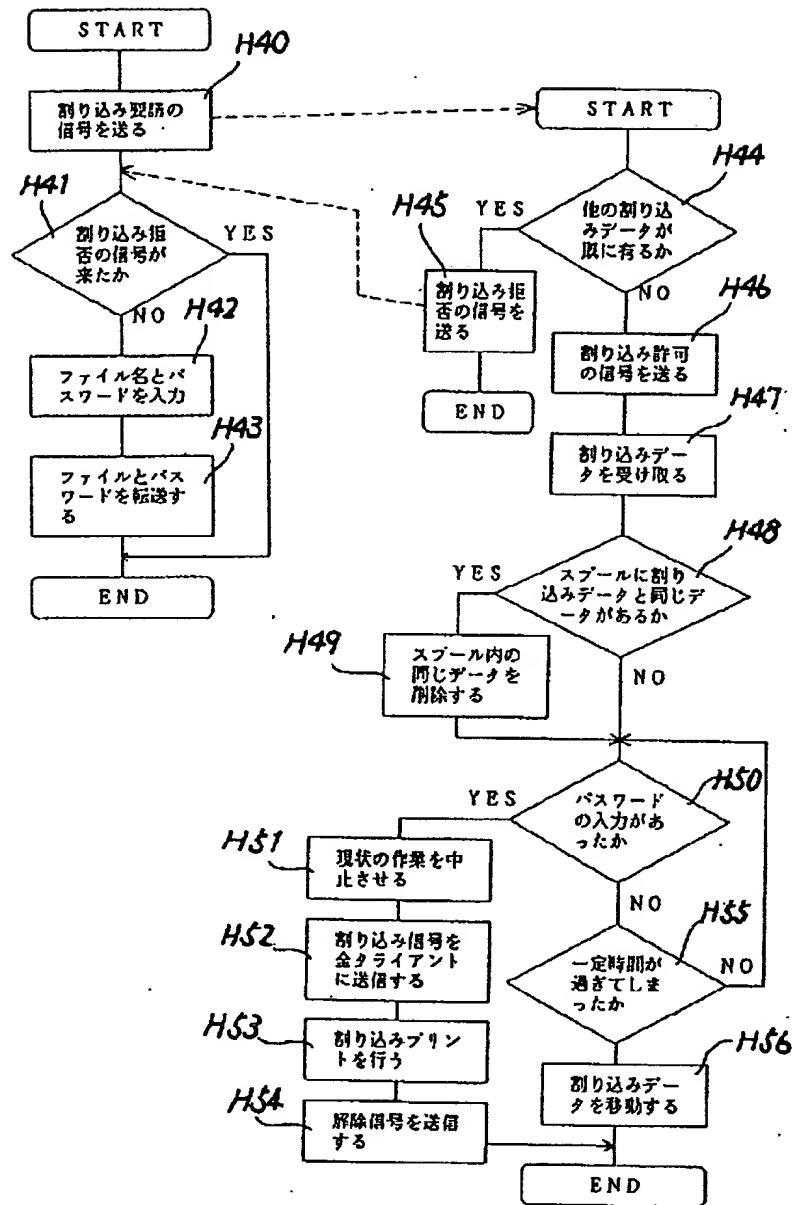 START
H40
割り込み要請の
信号を送る
H41
割り込み拒
否の信号が
来たか
YES
NO
H42
ファイル名とパ
スワードを入力
H43
ファイルとパス
ワードを転送す
る
END
START
H44
他の割り込
みデータが
既に有るか
YES
NO
H45
割り込み拒
否の信号を
送る
END
H46
割り込み許可
の信号を送る
H47
割り込みデー
タを受け取る
H48
スプールに割り
込みデータと同じデ
ータがあるか
YES
NO
H49
スプール内の
同じデータを
削除する
H50
パスワード
の入力があ
ったか
YES
NO
H51
現状の作業を中
止させる
H52
割り込み信号を
全クライアント
に送信する
H53
割り込みプリン
トを行う
H54
解除信号を送信
する
H55
一定時間が
過ぎてしま
ったか
NO
H56
割り込みデー
タを移動する
END